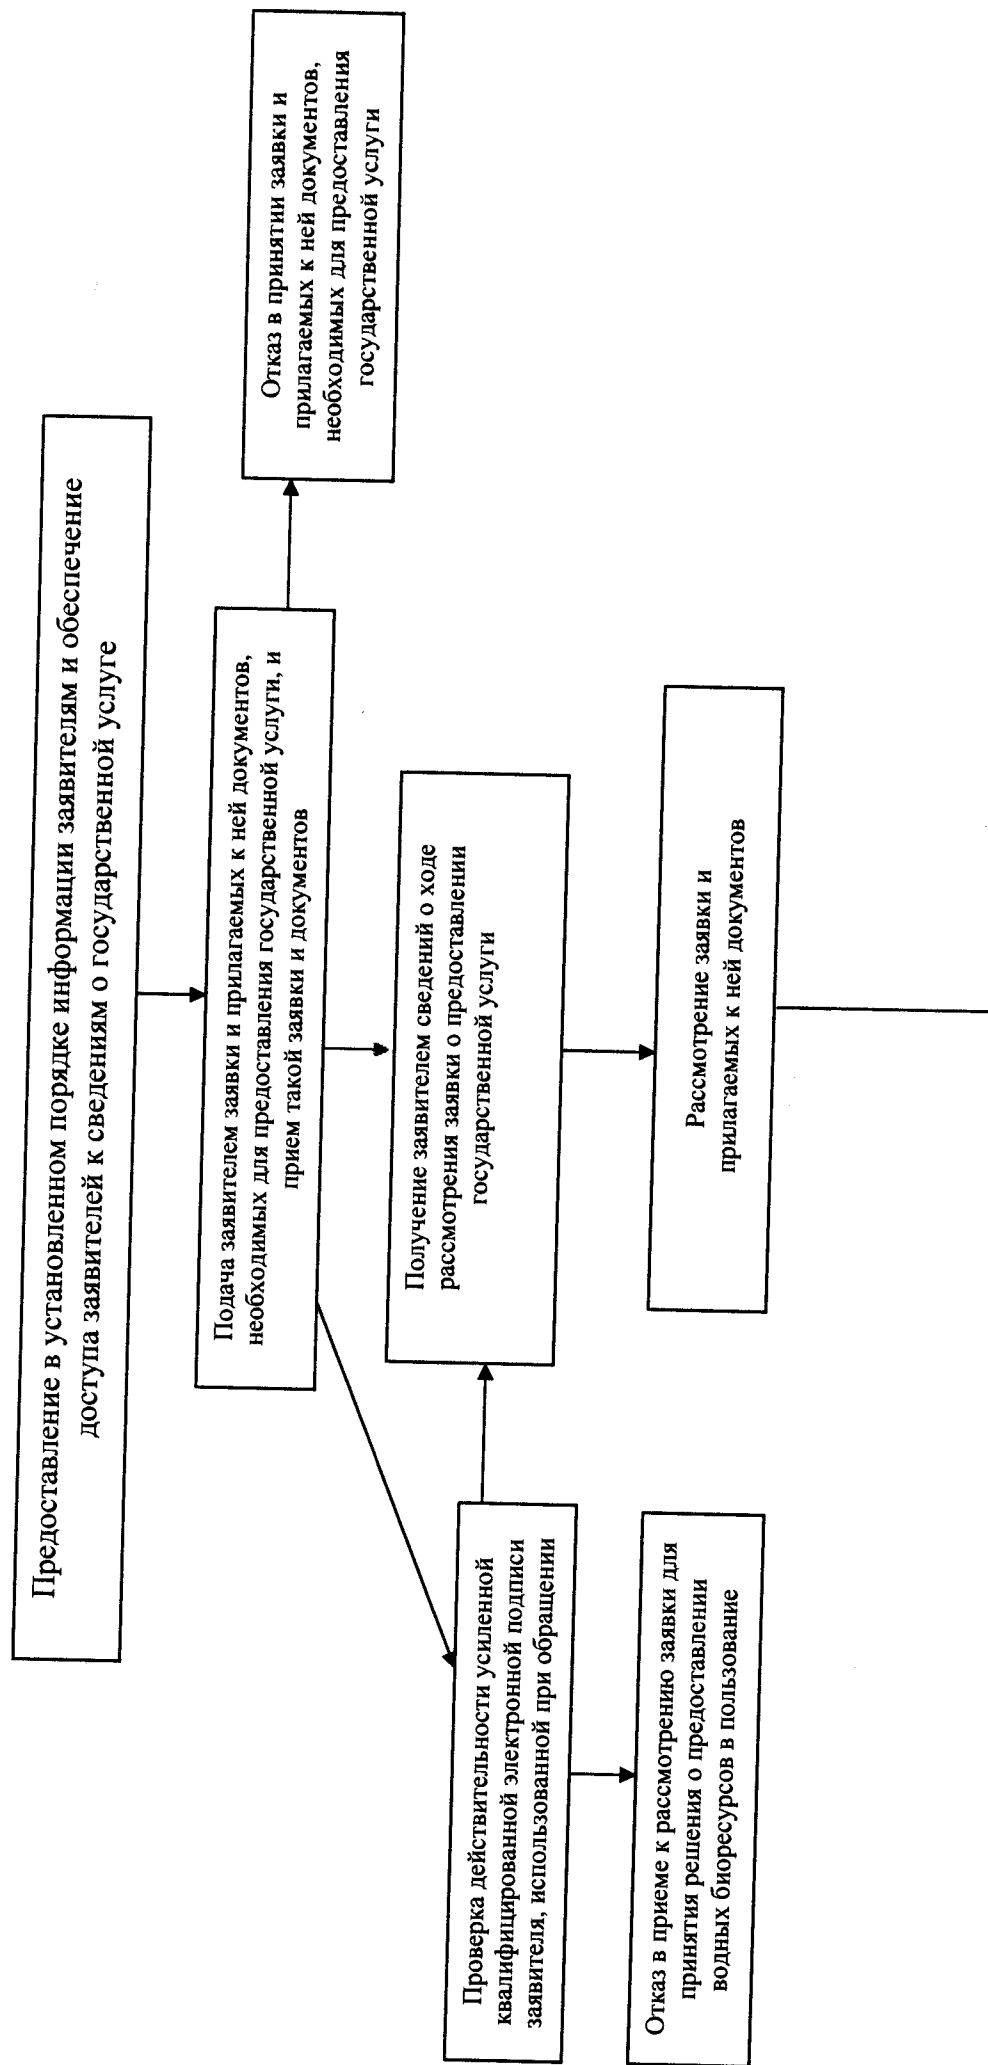 Предоставление в установленном порядке информации заявителям и обеспечение
доступа заявителей к сведениям о государственной услуге
Подача заявителем заявки и прилагаемых к ней документов,
необходимых для предоставления государственной услуги, и
прием такой заявки и документов
Отказ в принятии заявки и
прилагаемых к ней документов,
необходимых для предоставления
государственной услуги
Получение заявителем сведений о ходе
рассмотрения заявки о предоставлении
государственной услуги
Проверка действительности усиленной
квалифицированной электронной подписи
заявителя, использованной при обращении
Отказ в приеме к рассмотрению заявки для
принятия решения о предоставлении
водных биоресурсов в пользование
Рассмотрение заявки и
прилагаемых к ней документов